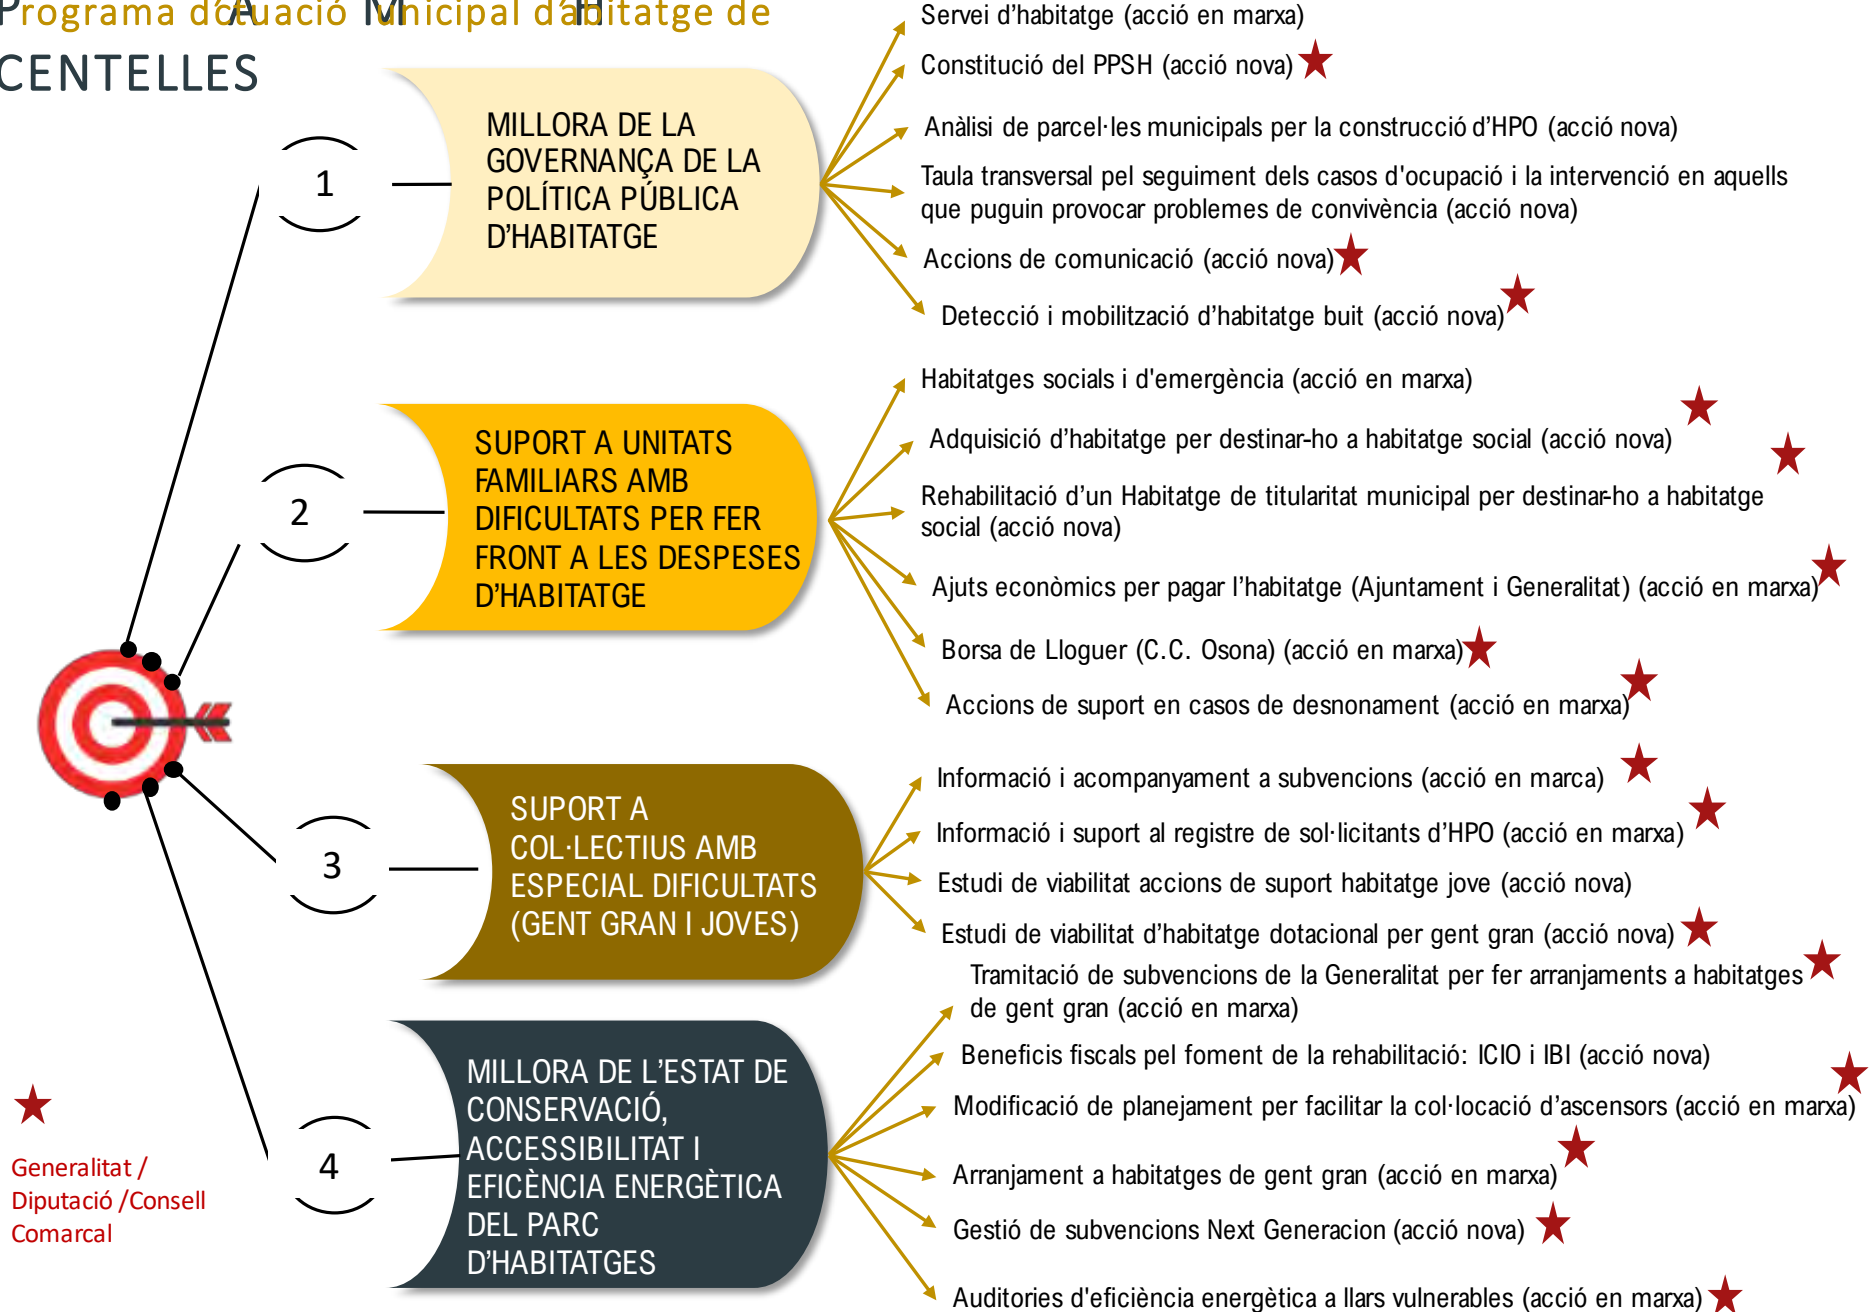 Programa d'actuació Municipal d'habitatge de
CENTELLES
1
MILLORA DE LA
GOVERNANÇA DE LA
POLÍTICA PÚBLICA
D'HABITATGE
Servei d'habitatge (acció en marxa)
Constitució del PPSH (acció nova)
Anàlisi de parcel·les municipals per la construcció d'HPO (acció nova)
Taula transversal pel seguiment dels casos d'ocupació i la intervenció en aquells
que puguin provocar problemes de convivència (acció nova)
Accions de comunicació (acció nova)
Detecció i mobilització d'habitatge buit (acció nova)
2
SUPORT A UNITATS
FAMILIARS AMB
DIFICULTATS PER FER
FRONT A LES DESPESES
D'HABITATGE
Habitatges socials i d'emergència (acció en marxa)
Adquisició d'habitatge per destinar-ho a habitatge social (acció nova)
Rehabilitació d'un Habitatge de titularitat municipal per destinar-ho a habitatge
social (acció nova)
Ajuts econòmics per pagar l'habitatge (Ajuntament i Generalitat) (acció en marxa)
Borsa de Lloguer (C.C. Osona) (acció en marxa)
Accions de suport en casos de desnonament (acció en marxa)
3
SUPORT A
COL·LECTIUS AMB
ESPECIAL DIFICULTATS
(GENT GRAN I JOVES)
Informació i acompanyament a subvencions (acció en marca)
Informació i suport al registre de sol·licitants d'HPO (acció en marxa)
Estudi de viabilitat accions de suport habitatge jove (acció nova)
Estudi de viabilitat d'habitatge dotacional per gent gran (acció nova)
4
MILLORA DE L'ESTAT DE
CONSERVACIÓ,
ACCESSIBILITAT I
EFICÈNCIA ENERGÈTICA
DEL PARC
D'HABITATGES
Tramitació de subvencions de la Generalitat per fer arranjaments a habitatges
de gent gran (acció en marxa)
Beneficis fiscals pel foment de la rehabilitació: ICIO i IBI (acció nova)
Modificació de planejament per facilitar la col·locació d'ascensors (acció en marxa)
Arranjament a habitatges de gent gran (acció en marxa)
Gestió de subvencions Next Generacion (acció nova)
Auditories d'eficiència energètica a llars vulnerables (acció en marxa)
Generalitat /
Diputació /Consell
Comarcal